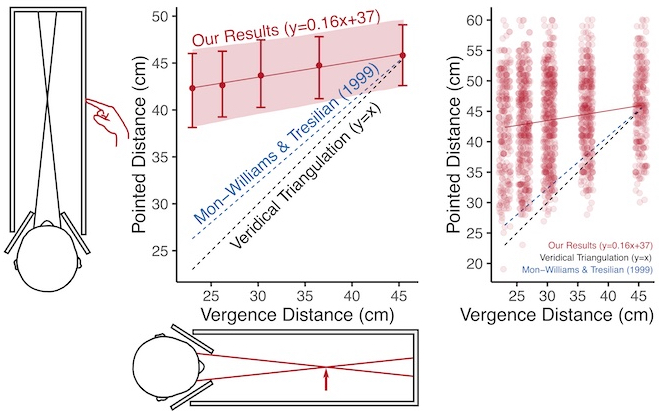 Our Results (y=0.16x+37)
Mon-Williams & Tresilian (1999)
Veridical Triangulation (y=x)
Pointed Distance (cm)
50
45
40
35
30
25
25 30 35 40 45
Vergence Distance (cm)
Pointed Distance (cm)
60
55
50
45
40
35
30
25
20
Our Results (y=0.16x+37)
Veridical Triangulation (y=x)
Mon-Williams & Tresilian (1999)
25 30 35 40 45
Vergence Distance (cm)